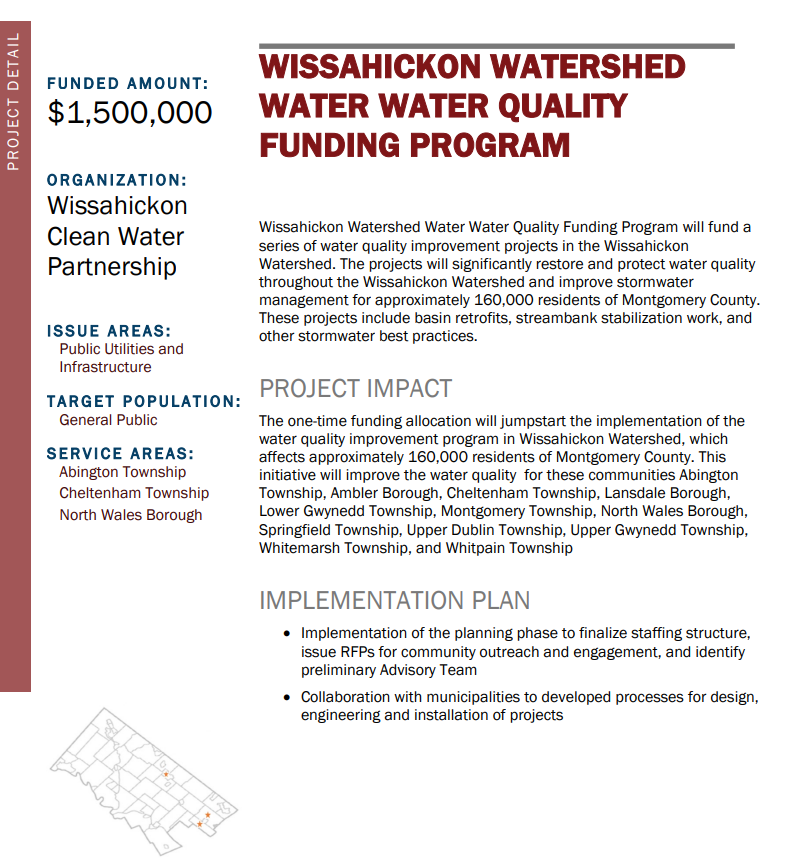 PROJECT DETAIL
FUNDED AMOUNT:
$1,500,000
ORGANIZATION:
Wissahickon
Clean Water
Partnership
ISSUE AREAS:
Public Utilities and
Infrastructure
TARGET POPULATION:
General Public
SERVICE AREAS:
Abington Township
Cheltenham Township
North Wales Borough
WISSAHICKON WATERSHED
WATER WATER QUALITY
FUNDING PROGRAM
Wissahickon Watershed Water Water Quality Funding Program will fund a
series of water quality improvement projects in the Wissahickon
Watershed. The projects will significantly restore and protect water quality
throughout the Wissahickon Watershed and improve stormwater
management for approximately 160,000 residents of Montgomery County.
These projects include basin retrofits, streambank stabilization work, and
other stormwater best practices.
PROJECT IMPACT
The one-time funding allocation will jumpstart the implementation of the
water quality improvement program in Wissahickon Watershed, which
affects approximately 160,000 residents of Montgomery County. This
initiative will improve the water quality  for these communities Abington
Township, Ambler Borough, Cheltenham Township, Lansdale Borough,
Lower Gwynedd Township, Montgomery Township, North Wales Borough,
Springfield Township, Upper Dublin Township, Upper Gwynedd Township,
Whitemarsh Township, and Whitpain Township
IMPLEMENTATION PLAN
• Implementation of the planning phase to finalize staffing structure,
issue RFPs for community outreach and engagement, and identify
preliminary Advisory Team
• Collaboration with municipalities to developed processes for design,
engineering and installation of projects